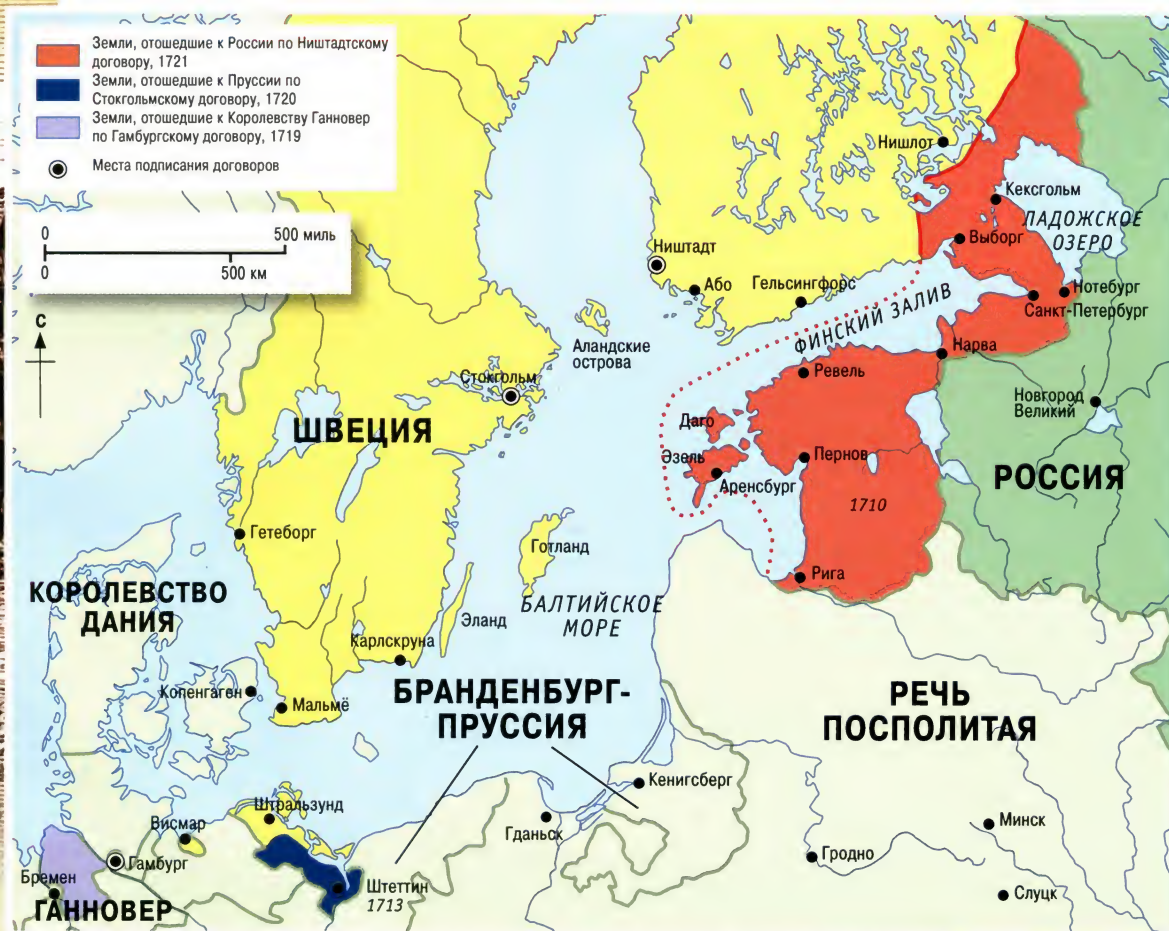 Земли, отошедшие к России по Ништадтскому
договору, 1721
Земли, отошедшие к Пруссии по
Стокгольмскому договору, 1720
Земли, отошедшие к Королевству Ганновер
по Гамбургскому договору, 1719
Места подписания договоров
0 500 миль
0 500 км
С
Нишлот
Кексгольм
ЛАДОЖСКОЕ
ОЗЕРО
Выборг
Ништадт
Або
Гельсингфорс
Нотебург
Санкт-Петербург
ФИНСКИЙ ЗАЛИВ
Аландские
острова
Нарва
Стокгольм
Ревель
Новгород
Великий
ШВЕЦИЯ
Даго
Эзель
Пернов
Аренсбург
РОССИЯ
1710
Гетеборг
Готланд
Рига
КОРОЛЕВСТВО
ДАНИЯ
БАЛТИЙСКОЕ
МОРЕ
Эланд
Карлскруна
Копенгаген
Мальмё
БРАНДЕНБУРГ-
ПРУССИЯ
РЕЧЬ
ПОСПОЛИТАЯ
Кенигсберг
Штральзунд
Висмар
Гданьск
Минск
Гамбург
Гродно
Бремен
Штеттин
1713
Слуцк
ГАННОВЕР